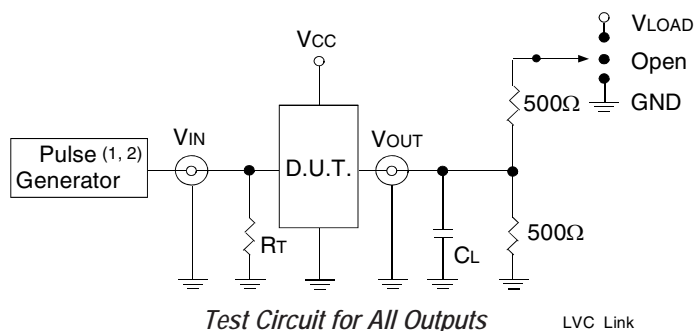 VLOAD
VCC
Open
500Ω
GND
VIN
VOUT
Pulse (1, 2)
Generator
D.U.T.
RT
CL
500Ω
Test Circuit for All Outputs
LVC Link